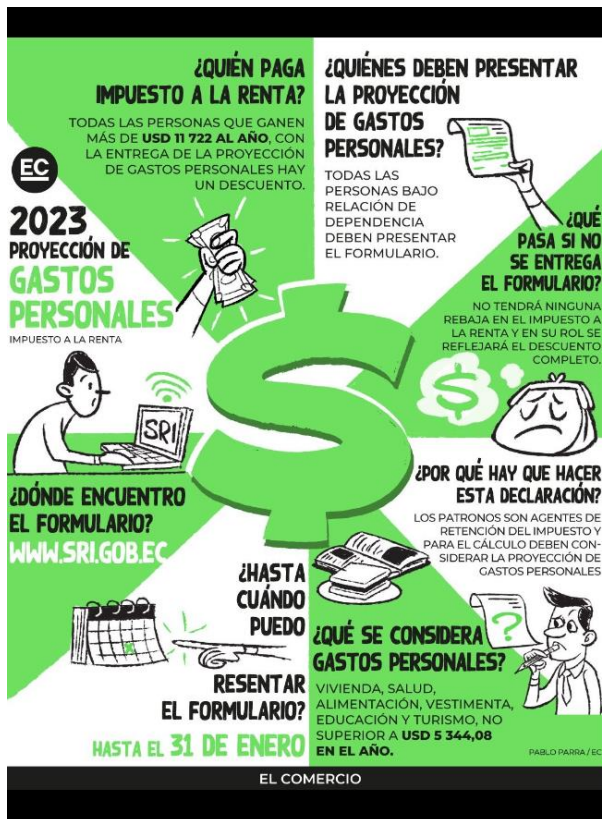 ¿QUIÉN PAGA
IMPUESTO A LA RENTA?
TODAS LAS PERSONAS QUE GANEN
MÁS DE USD 11 722 AL AÑO, CON
LA ENTREGA DE LA PROYECCIÓN
DE GASTOS PERSONALES HAY
UN DESCUENTO.
¿QUIÉNES DEBEN PRESENTAR
LA PROYECCIÓN
DE GASTOS
PERSONALES?
TODAS LAS
PERSONAS BAJO
RELACIÓN DE
DEPENDENCIA
DEBEN PRESENTAR
EL FORMULARIO.
EC
2023
PROYECCIÓN DE
GASTOS
PERSONALES
IMPUESTO A LA RENTA
¿QUÉ
PASA SI NO
SE ENTREGA
EL FORMULARIO?
NO TENDRÁ NINGUNA
REBAJA EN EL IMPUESTO A
LA RENTA Y EN SU ROL SE
REFLEJARÁ EL DESCUENTO
COMPLETO.
$
$
SRI
¿DÓNDE ENCUENTRO
EL FORMULARIO?
WWW.SRI.GOB.EC
¿POR QUÉ HAY QUE HACER
ESTA DECLARACIÓN?
LOS PATRONOS SON AGENTES DE
RETENCIÓN DEL IMPUESTO Y
PARA EL CÁLCULO DEBEN CON-
SIDERAR LA PROYECCIÓN DE
GASTOS PERSONALES
¿HASTA
CUÁNDO
PUEDO
RESENTAR
EL FORMULARIO?
HASTA EL 31 DE ENERO
?
¿QUÉ SE CONSIDERA
GASTOS PERSONALES?
VIVIENDA, SALUD,
ALIMENTACIÓN, VESTIMENTA,
EDUCACIÓN Y TURISMO, NO
SUPERIOR A USD 5 344,08
EN EL AÑO.
PABLO PARRA / EC
EL COMERCIO